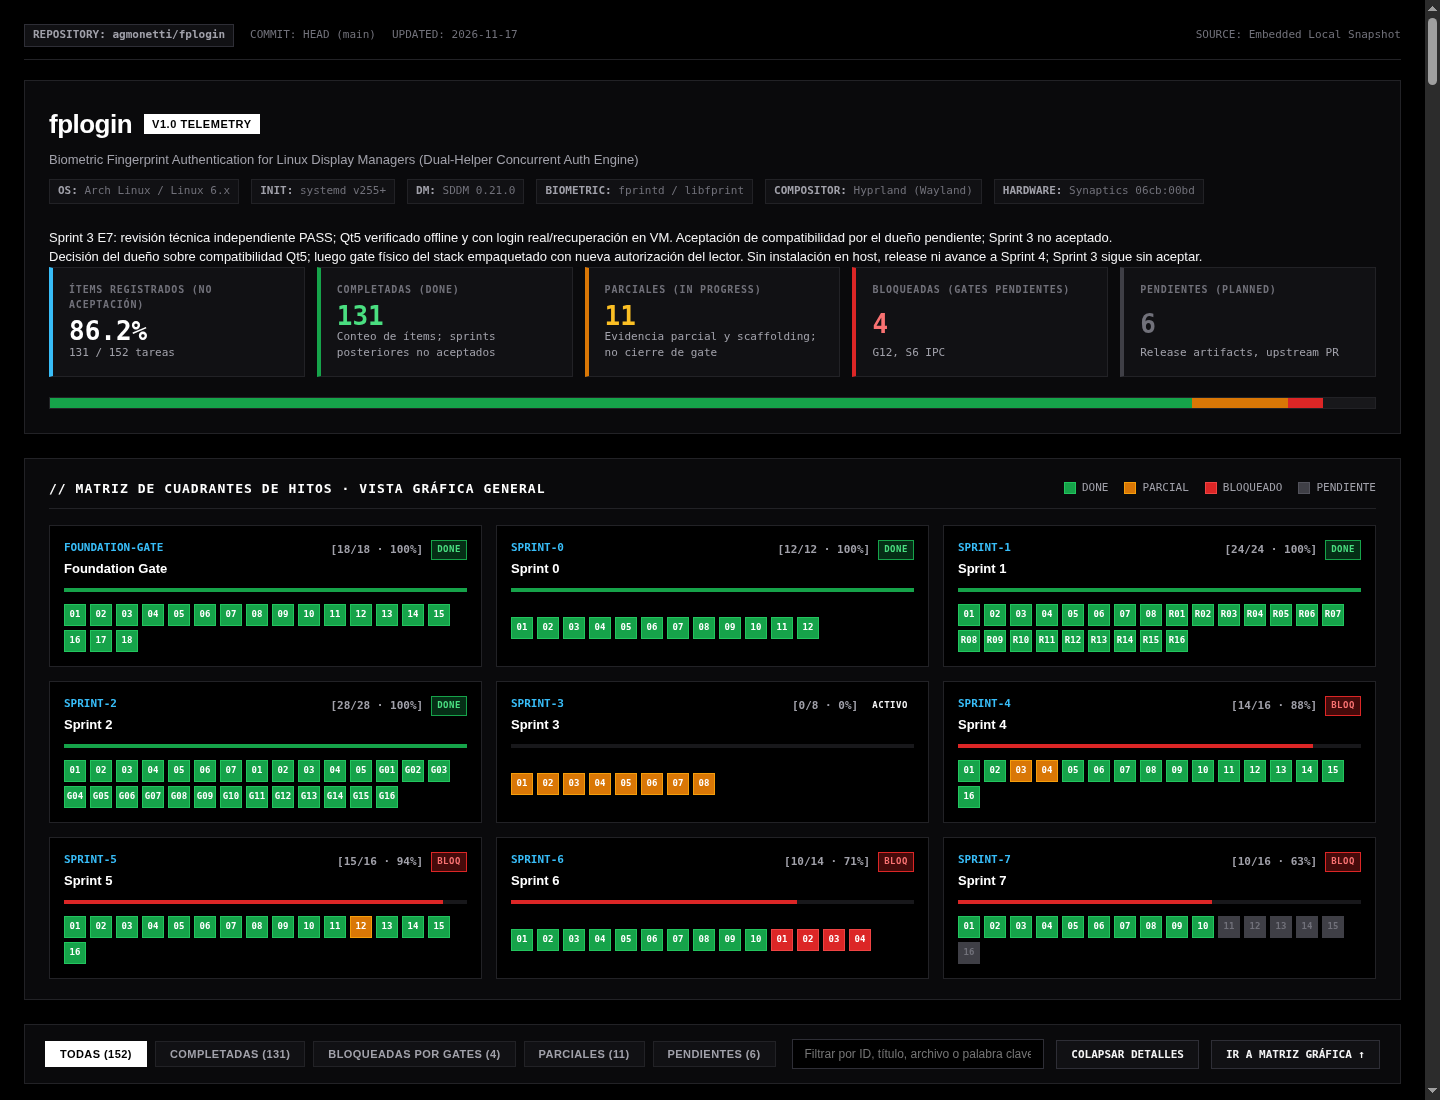 REPOSITORY: agmonetti/fplogin COMMIT: HEAD (main) UPDATED: 2026-11-17 SOURCE: Embedded Local Snapshot
fplogin V1.0 TELEMETRY
Biometric Fingerprint Authentication for Linux Display Managers (Dual-Helper Concurrent Auth Engine)
OS: Arch Linux / Linux 6.x INIT: systemd v255+ DM: SDDM 0.21.0 BIOMETRIC: fprintd / libfprint COMPOSITOR: Hyprland (Wayland) HARDWARE: Synaptics 06cb:00bd
Sprint 3 E7: revisión técnica independiente PASS; Qt5 verificado offline y con login real/recuperación en VM. Aceptación de compatibilidad por el dueño pendiente; Sprint 3 no aceptado.
Decisión del dueño sobre compatibilidad Qt5; luego gate físico del stack empaquetado con nueva autorización del lector. Sin instalación en host, release ni avance a Sprint 4; Sprint 3 sigue sin aceptar.
ÍTEMS REGISTRADOS (NO
ACEPTACIÓN)
86.2%
131 / 152 tareas
COMPLETADAS (DONE)
131
Conteo de ítems; sprints
posteriores no aceptados
PARCIALES (IN PROGRESS)
11
Evidencia parcial y scaffolding;
no cierre de gate
BLOQUEADAS (GATES PENDIENTES)
4
G12, S6 IPC
PENDIENTES (PLANNED)
6
Release artifacts, upstream PR
// MATRIZ DE CUADRANTES DE HITOS · VISTA GRÁFICA GENERAL DONE PARCIAL BLOQUEADO PENDIENTE
FOUNDATION-GATE [18/18 · 100%] DONE
Foundation Gate
01 02 03 04 05 06 07 08 09 10 11 12 13 14 15
16 17 18
SPRINT-0 [12/12 · 100%] DONE
Sprint 0
01 02 03 04 05 06 07 08 09 10 11 12
SPRINT-1 [24/24 · 100%] DONE
Sprint 1
01 02 03 04 05 06 07 08 R01 R02 R03 R04 R05 R06 R07
R08 R09 R10 R11 R12 R13 R14 R15 R16
SPRINT-2 [28/28 · 100%] DONE
Sprint 2
01 02 03 04 05 06 07 01 02 03 04 05 G01 G02 G03
G04 G05 G06 G07 G08 G09 G10 G11 G12 G13 G14 G15 G16
SPRINT-3 [0/8 · 0%] ACTIVO
Sprint 3
01 02 03 04 05 06 07 08
SPRINT-4 [14/16 · 88%] BLOQ
Sprint 4
01 02 03 04 05 06 07 08 09 10 11 12 13 14 15
16
SPRINT-5 [15/16 · 94%] BLOQ
Sprint 5
01 02 03 04 05 06 07 08 09 10 11 12 13 14 15
16
SPRINT-6 [10/14 · 71%] BLOQ
Sprint 6
01 02 03 04 05 06 07 08 09 10 01 02 03 04
SPRINT-7 [10/16 · 63%] BLOQ
Sprint 7
01 02 03 04 05 06 07 08 09 10 11 12 13 14 15
16
TODAS (152) COMPLETADAS (131) BLOQUEADAS POR GATES (4) PARCIALES (11) PENDIENTES (6) Filtrar por ID, título, archivo o palabra clave COLAPSAR DETALLES IR A MATRIZ GRÁFICA ↑